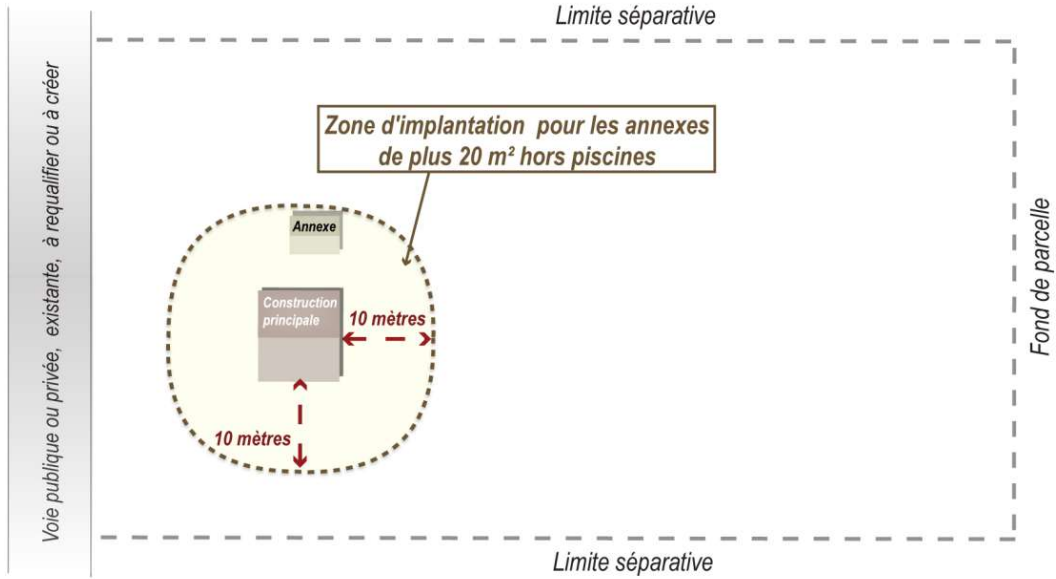 Limite séparative
Voie publique ou privée, existante, à requalifier ou à créer
Zone d'implantation pour les annexes
de plus 20 m² hors piscines
Annexe
Construction
principale
10 mètres
10 mètres
Fond de parcelle
Limite séparative